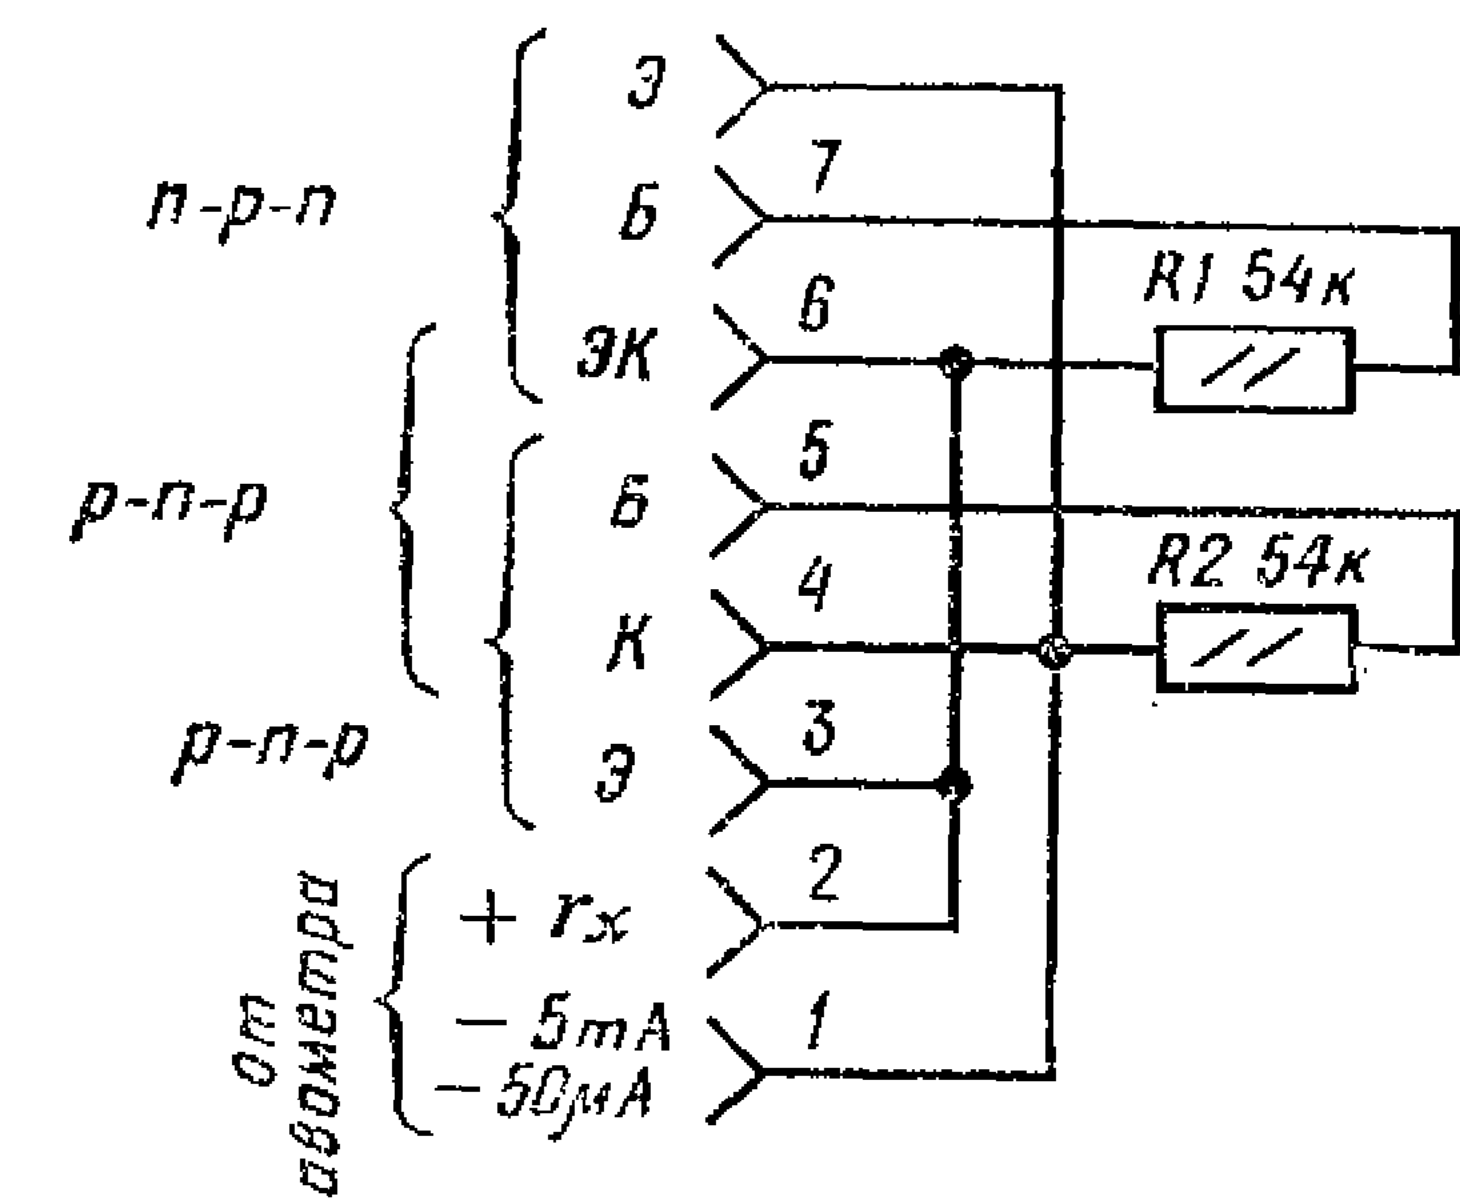 Э
7
n-p-n
Б
R1 54к
6
ЭК
5
p-n-p
Б
R2 54к
4
К
3
p-n-p
Э
2
+ rx
от
авометра
1
- 5mA
- 50μA